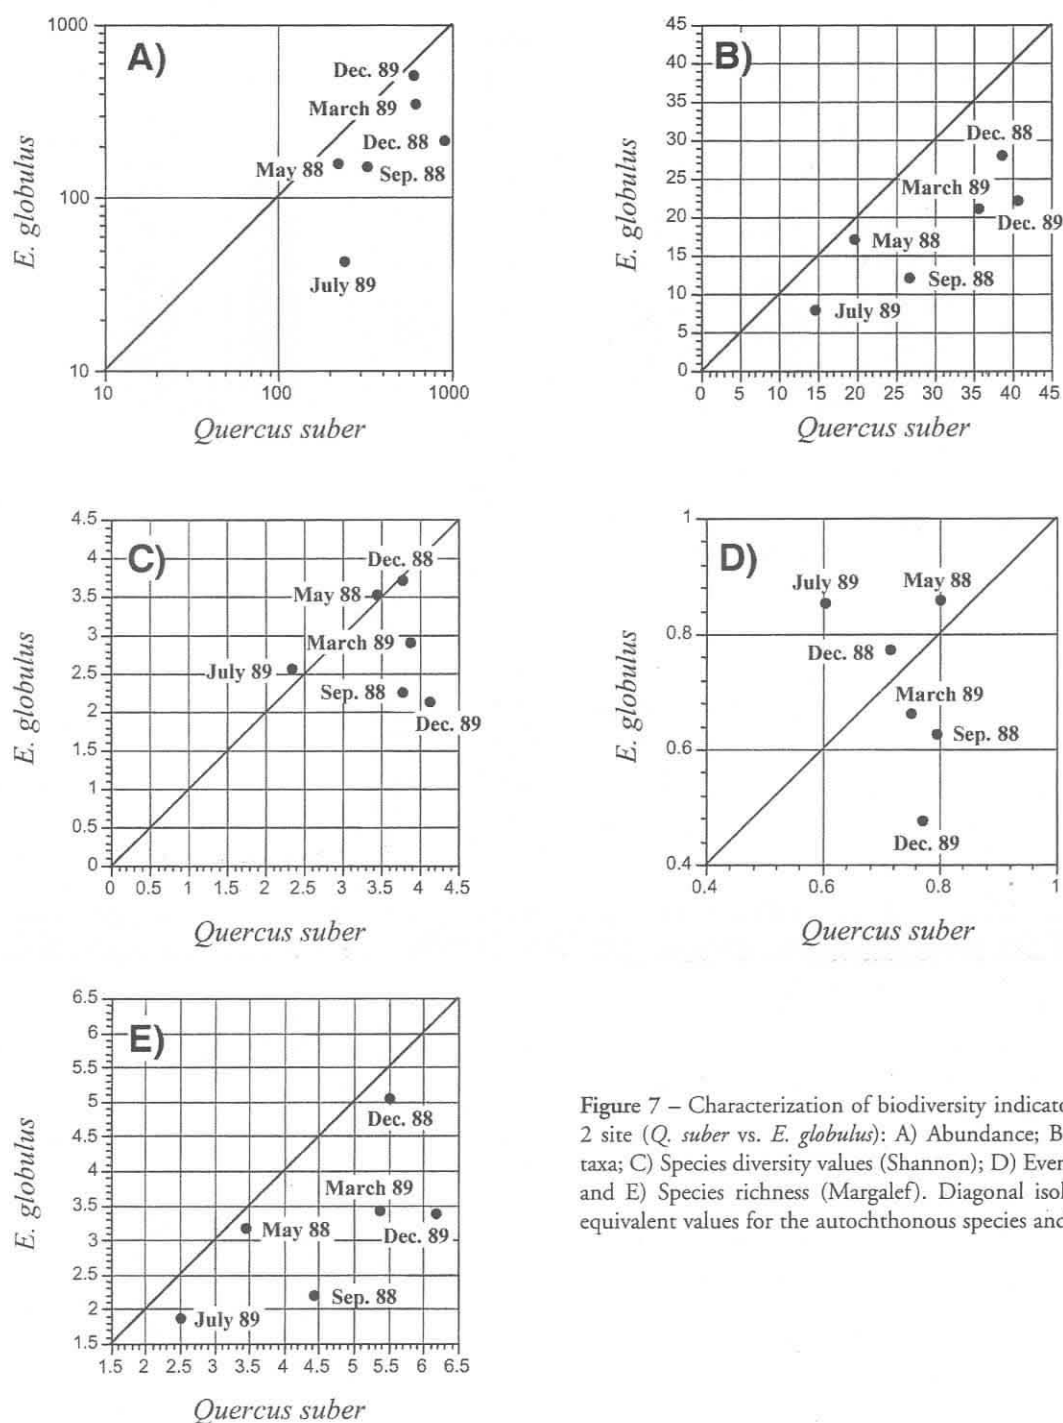 A)
1000
100
10
10
100
1000
Dec. 89
March 89
Dec. 88
May 88
Sep. 88
July 89
E. globulus
Quercus suber
B)
45
40
35
30
25
20
15
10
5
0
0 5 10 15 20 25 30 35 40 45
Dec. 88
March 89
Dec. 89
May 88
Sep. 88
July 89
E. globulus
Quercus suber
C)
4.5
4
3.5
3
2.5
2
1.5
1
0.5
0
0 0.5 1 1.5 2 2.5 3 3.5 4 4.5
Dec. 88
May 88
March 89
July 89
Sep. 88
Dec. 89
E. globulus
Quercus suber
D)
1
0.8
0.6
0.4
0.4 0.6 0.8 1
July 89
May 88
Dec. 88
March 89
Sep. 88
Dec. 89
E. globulus
Quercus suber
E)
6.5
6
5.5
5
4.5
4
3.5
3
2.5
2
1.5
1.5 2 2.5 3 3.5 4 4.5 5 5.5 6 6.5
Dec. 88
March 89
May 88
Dec. 89
Sep. 88
July 89
E. globulus
Quercus suber
Figure 7 – Characterization of biodiversity indicato
2 site (Q. suber vs. E. globulus): A) Abundance; B
taxa; C) Species diversity values (Shannon); D) Even
and E) Species richness (Margalef). Diagonal isol
equivalent values for the autochthonous species and